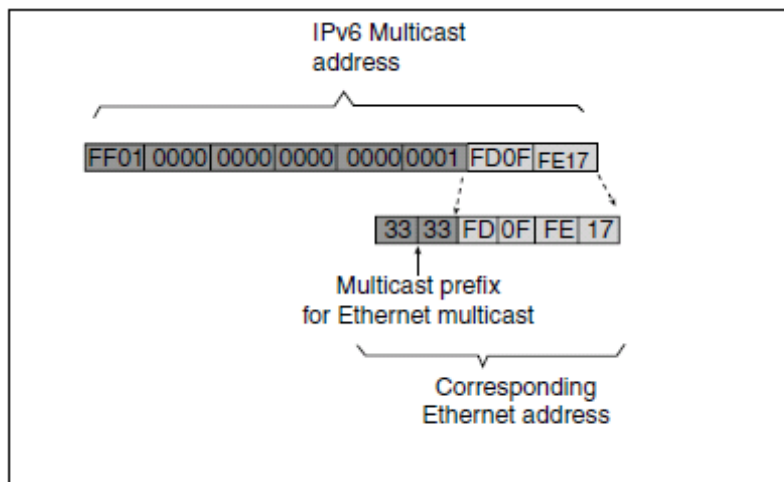 IPv6 Multicast
address
FF01 0000 0000 0000 0000 0001 FD0F FE17
33 33 FD 0F FE 17
Multicast prefix
for Ethernet multicast
Corresponding
Ethernet address